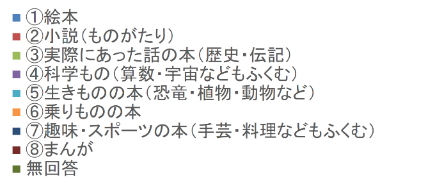 ①絵本
②小説（ものがたり）
③実際にあった話の本（歴史・伝記）
④科学もの（算数・宇宙などもふくむ）
⑤生きものの本（恐竜・植物・動物など）
⑥乗りものの本
⑦趣味・スポーツの本（手芸・料理などもふくむ）
⑧まんが
無回答